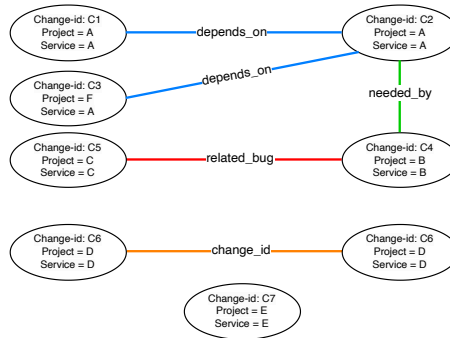 Change-id: C1
Project = A
Service = A
depends_on
Change-id: C2
Project = A
Service = A
Change-id: C3
Project = F
Service = A
depends_on
needed_by
Change-id: C5
Project = C
Service = C
related_bug
Change-id: C4
Project = B
Service = B
Change-id: C6
Project = D
Service = D
change_id
Change-id: C6
Project = D
Service = D
Change-id: C7
Project = E
Service = E